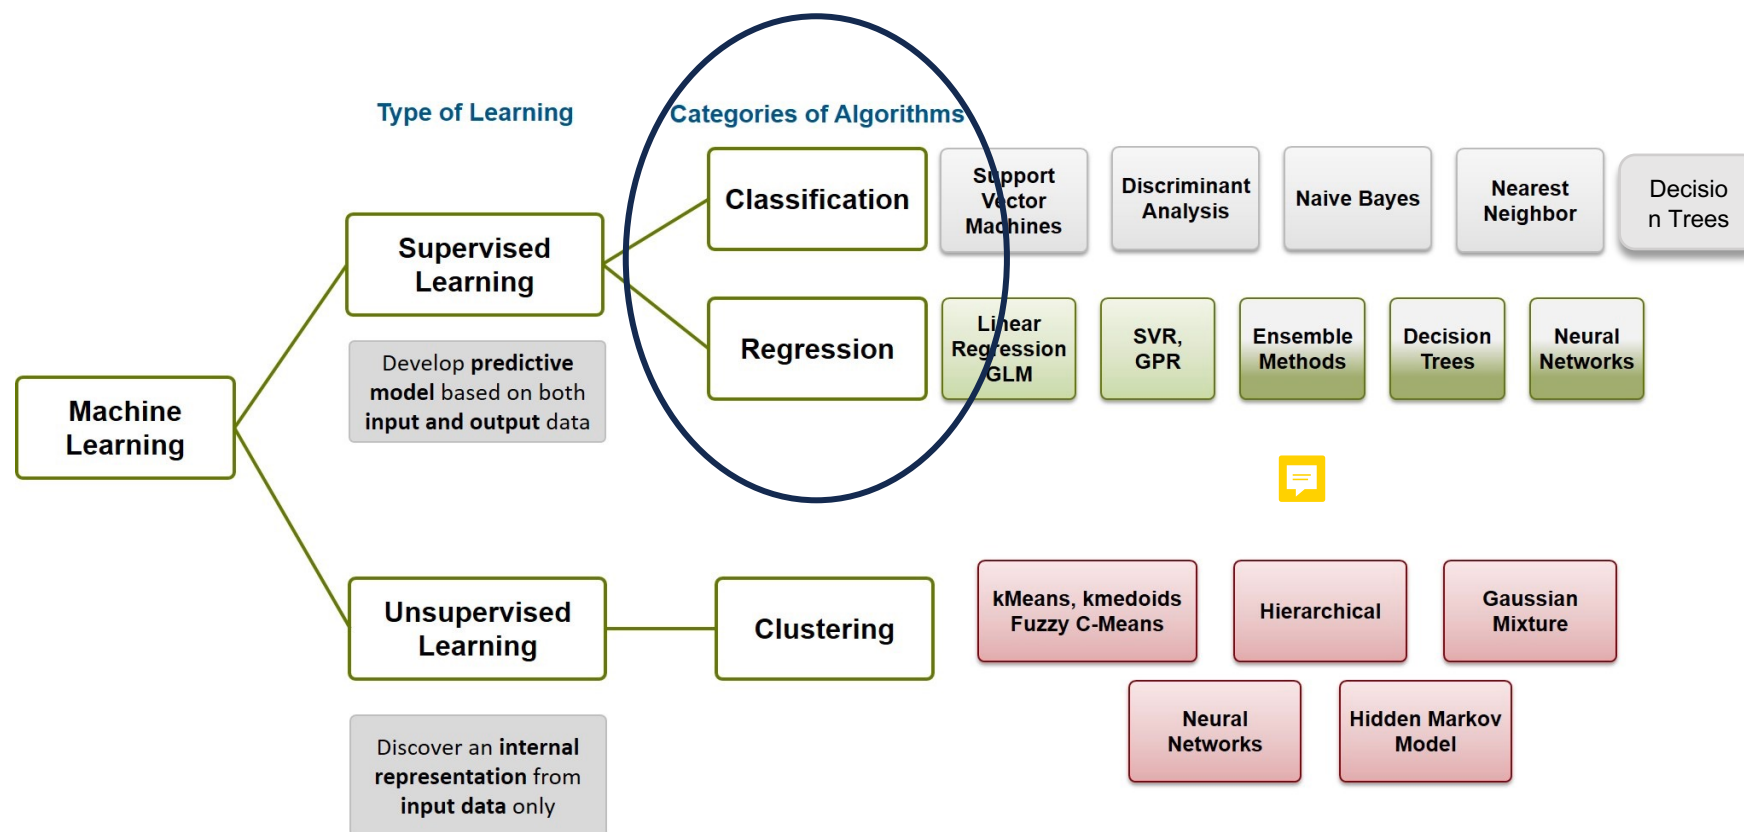 Type of Learning
Categories of Algorithms
Classification
Support
Vector
Machines
Discriminant
Analysis
Naive Bayes
Nearest
Neighbor
Decisio
n Trees
Supervised
Learning
Regression
Linear
Regression
GLM
SVR,
GPR
Ensemble
Methods
Decision
Trees
Neural
Networks
Develop predictive
model based on both
input and output data
Machine
Learning
Unsupervised
Learning
Clustering
kMeans, kmedoids
Fuzzy C-Means
Hierarchical
Gaussian
Mixture
Neural
Networks
Hidden Markov
Model
Discover an internal
representation from
input data only